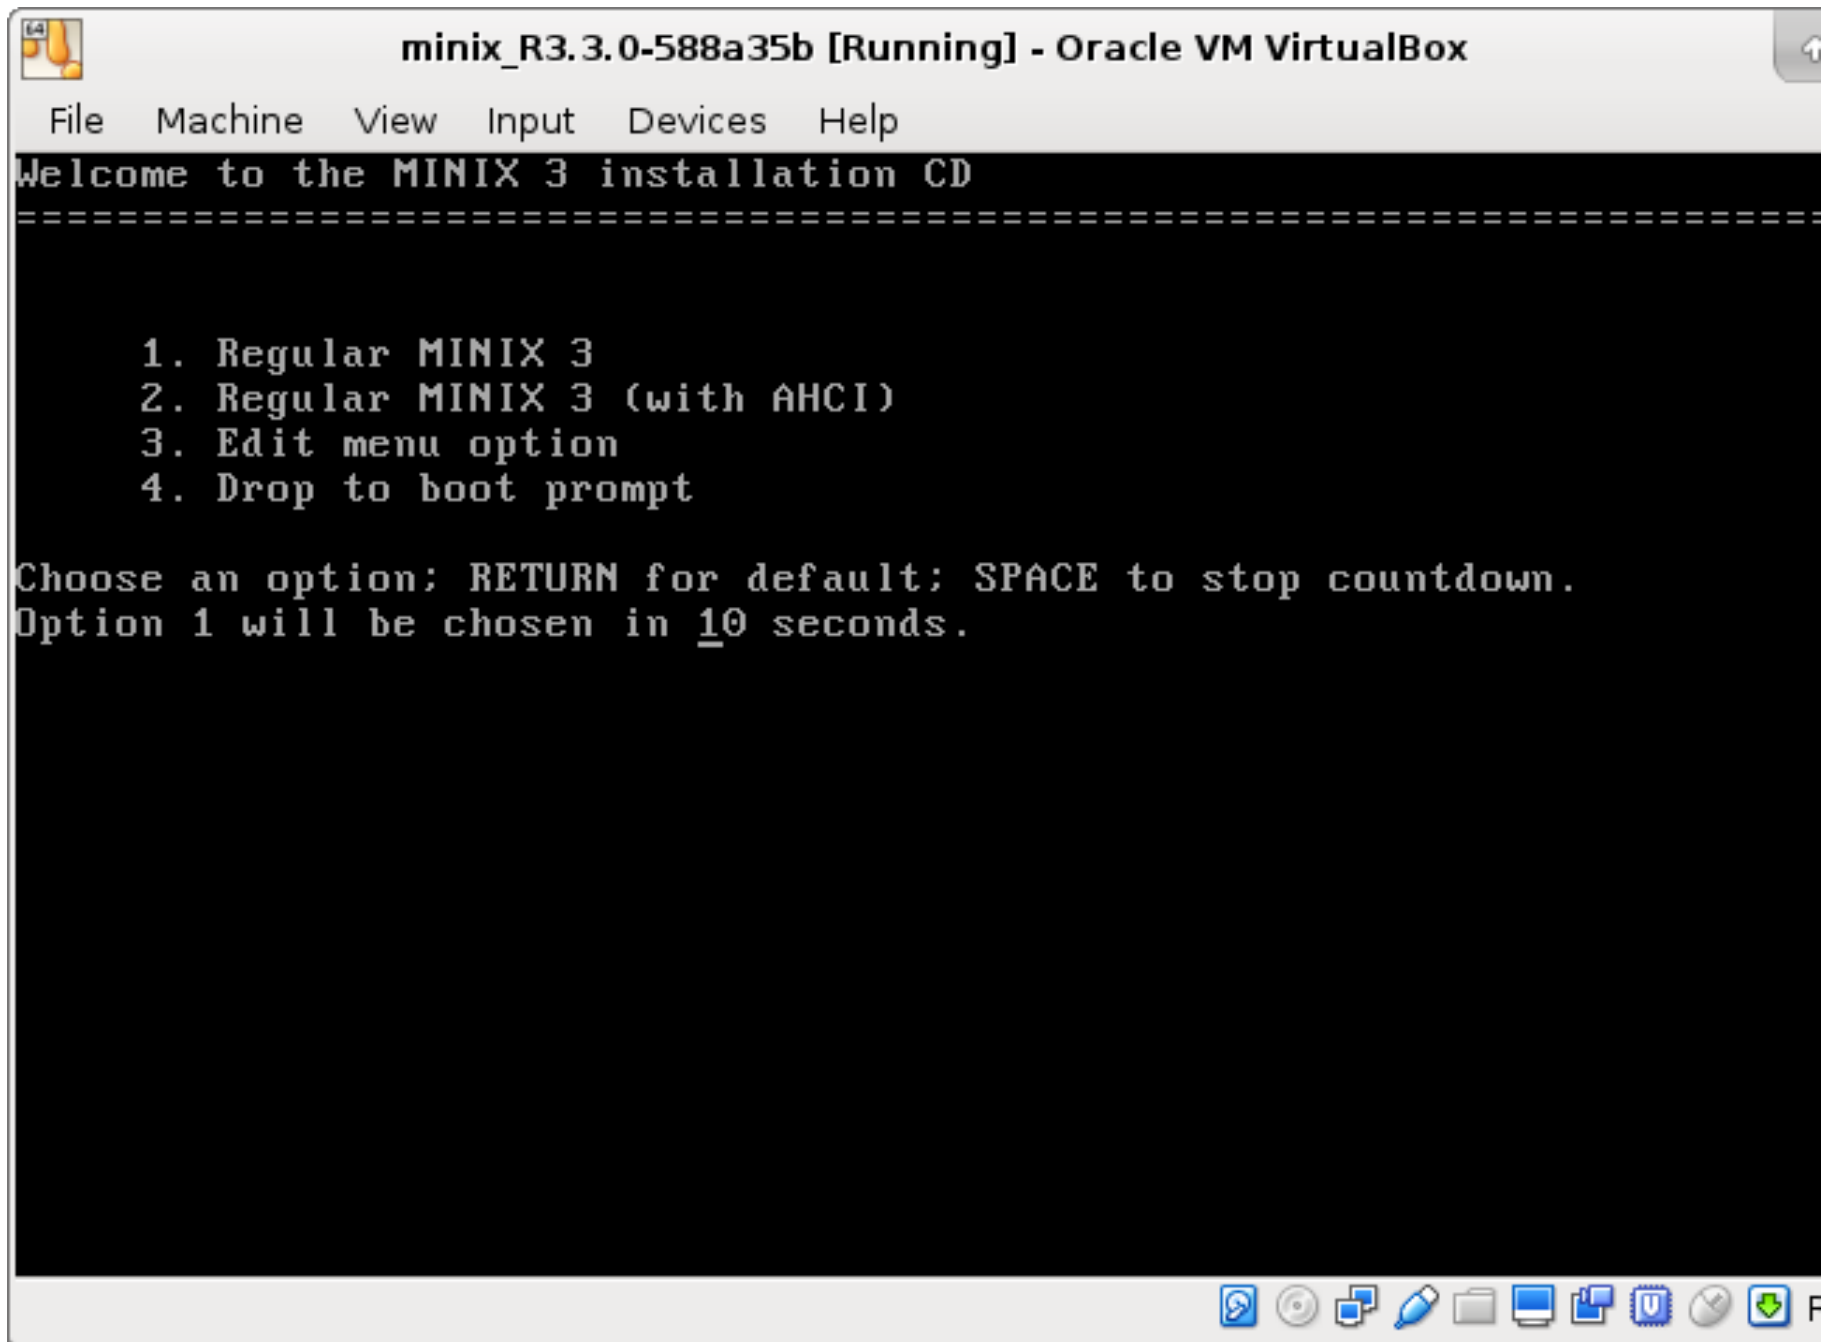 64
minix_R3.3.0-588a35b [Running] - Oracle VM VirtualBox
File Machine View Input Devices Help
Welcome to the MINIX 3 installation CD
========================================================================
1. Regular MINIX 3
2. Regular MINIX 3 (with AHCI)
3. Edit menu option
4. Drop to boot prompt
Choose an option; RETURN for default; SPACE to stop countdown.
Option 1 will be chosen in 10 seconds.